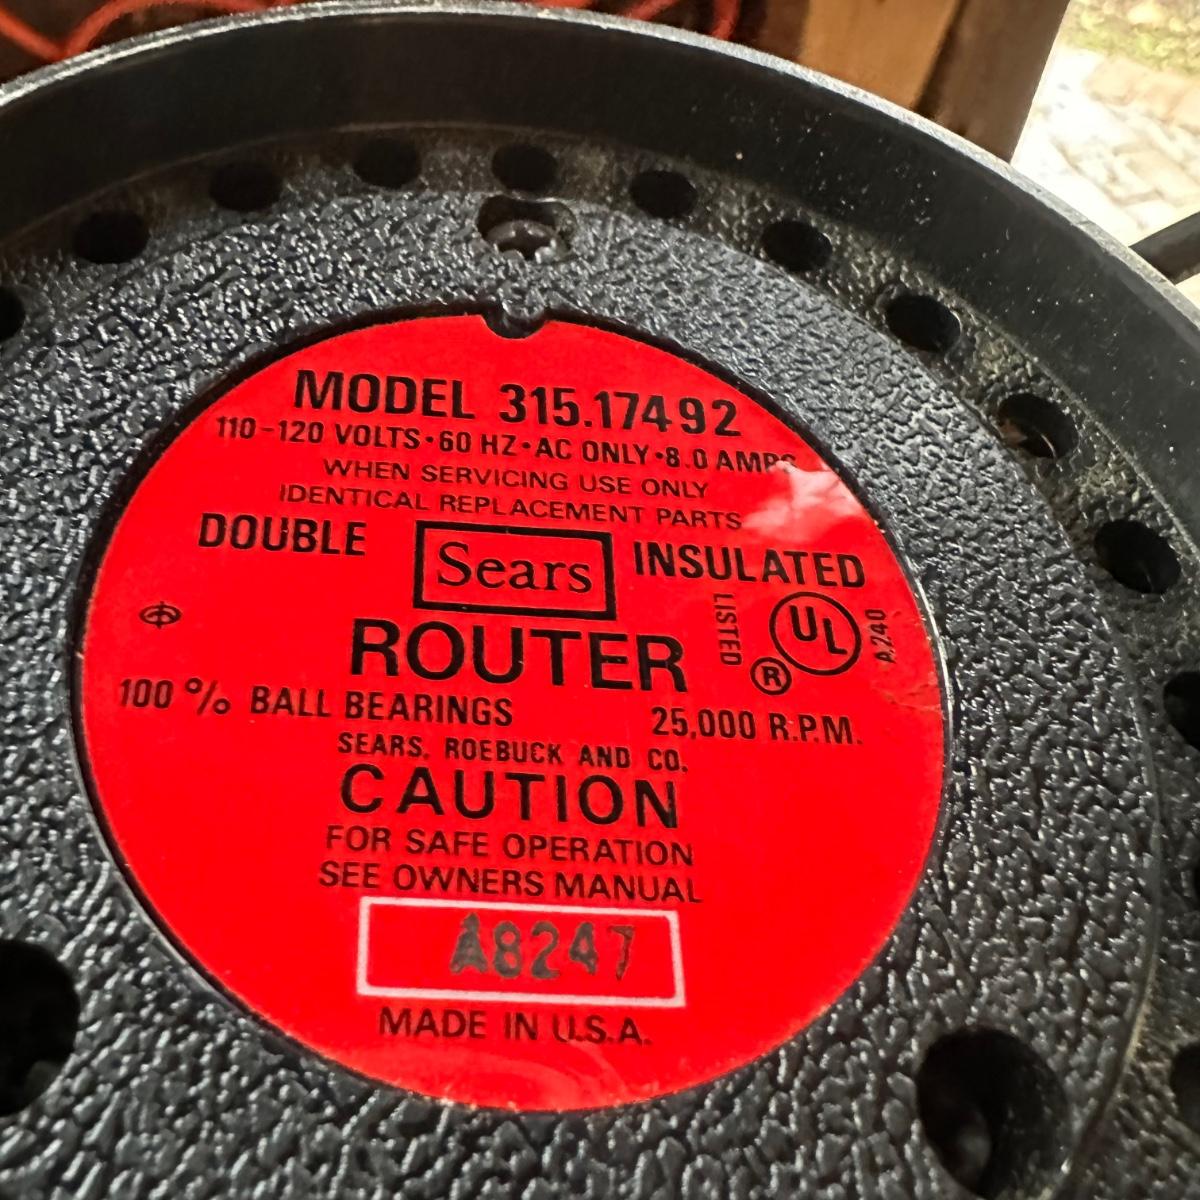 MODEL 315.17492
110-120 VOLTS•60 HZ•AC ONLY•8.0 AMPS
WHEN SERVICING USE ONLY
IDENTICAL REPLACEMENT PARTS
DOUBLE Sears INSULATED
LISTED UL ® A240
ROUTER
100 % BALL BEARINGS 25,000 R.P.M.
SEARS, ROEBUCK AND CO.
CAUTION
FOR SAFE OPERATION
SEE OWNERS MANUAL
A8247
MADE IN U.S.A.